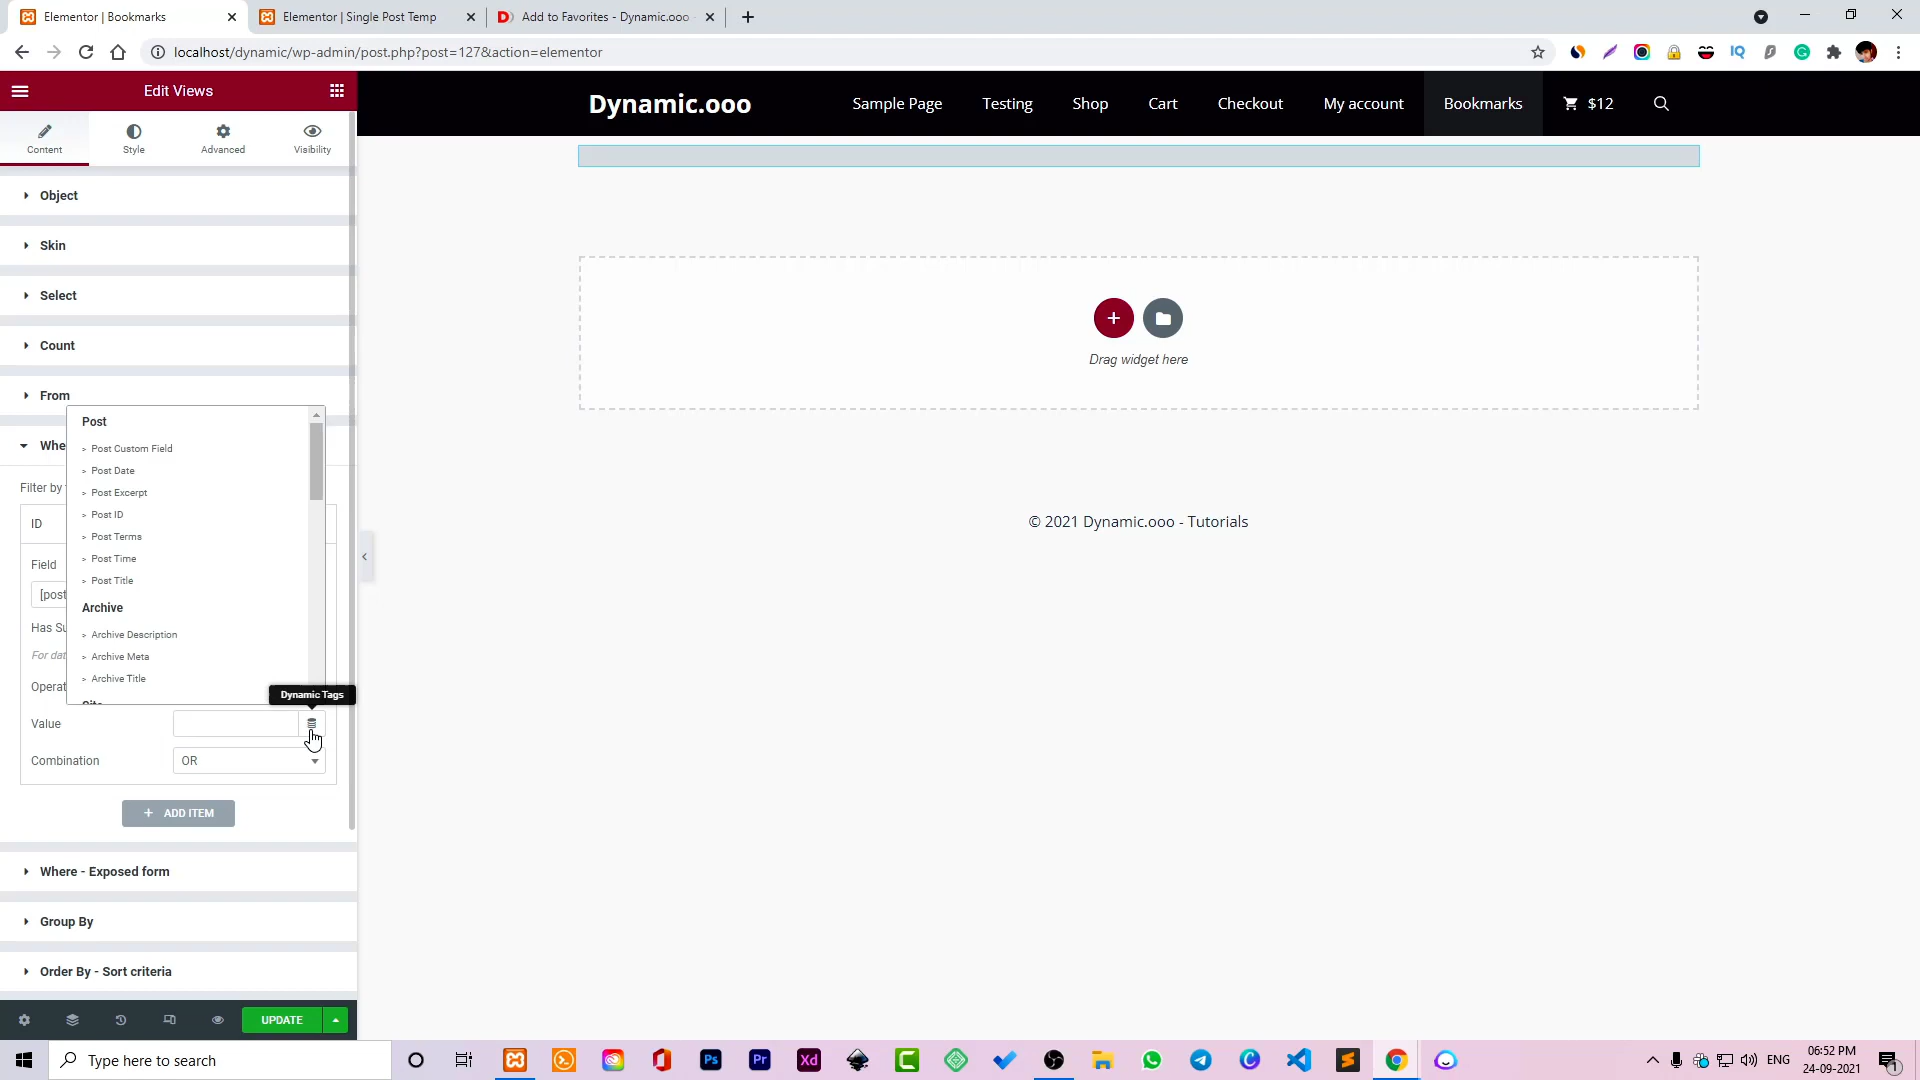 Elementor | Bookmarks
Elementor | Single Post Temp
Add to Favorites - Dynamic.ooo
localhost/dynamic/wp-admin/post.php?post=127&action=elementor
Edit Views
Content
Style
Advanced
Visibility
Object
Skin
Select
Count
From
Whe
Filter by
ID
Field
[post
Has Su
For dat
Operat
Post
> Post Custom Field
> Post Date
> Post Excerpt
> Post ID
> Post Terms
> Post Time
> Post Title
Archive
> Archive Description
> Archive Meta
> Archive Title
Site
Dynamic Tags
Value
Combination
OR
+ ADD ITEM
Where - Exposed form
Group By
Order By - Sort criteria
UPDATE
Dynamic.ooo
Sample Page
Testing
Shop
Cart
Checkout
My account
Bookmarks
$12
Drag widget here
© 2021 Dynamic.ooo - Tutorials
Type here to search
Ps
Pr
Xd
ENG
06:52 PM
24-09-2021
1